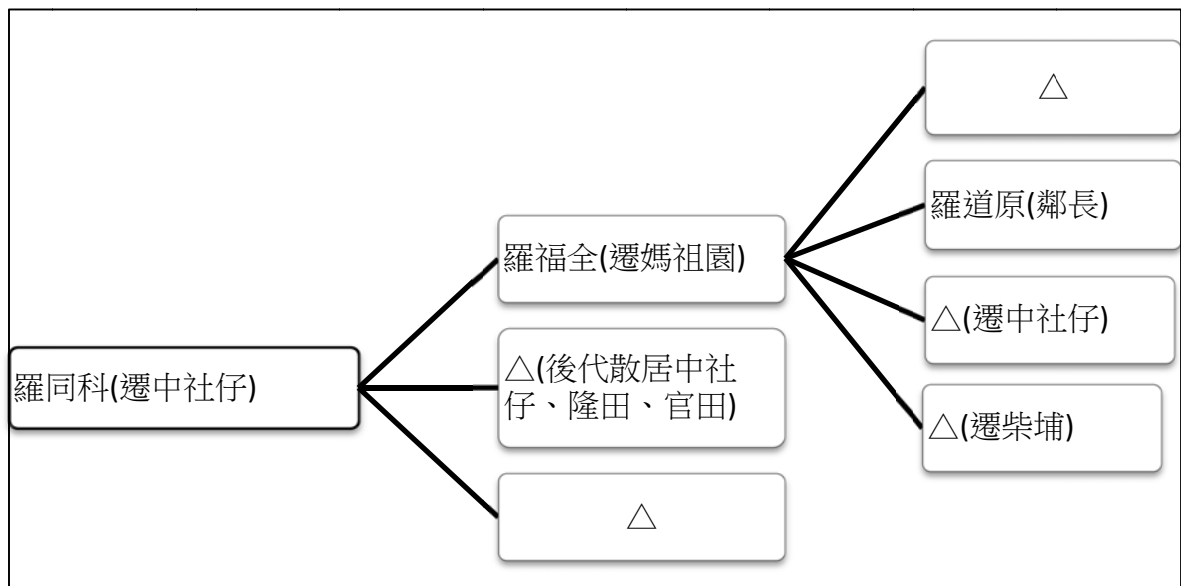 △
羅道原(鄰長)
羅福全(遷媽祖園)
△(遷中社仔)
羅同科(遷中社仔)
△(後代散居中社
仔、隆田、官田)
△(遷柴埔)
△